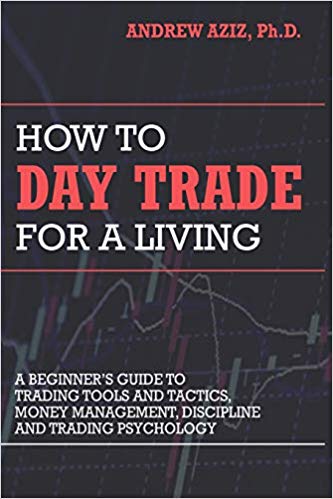 ANDREW AZIZ, Ph.D.
HOW TO
DAY TRADE
FOR A LIVING
A BEGINNER'S GUIDE TO
TRADING TOOLS AND TACTICS,
MONEY MANAGEMENT, DISCIPLINE
AND TRADING PSYCHOLOGY